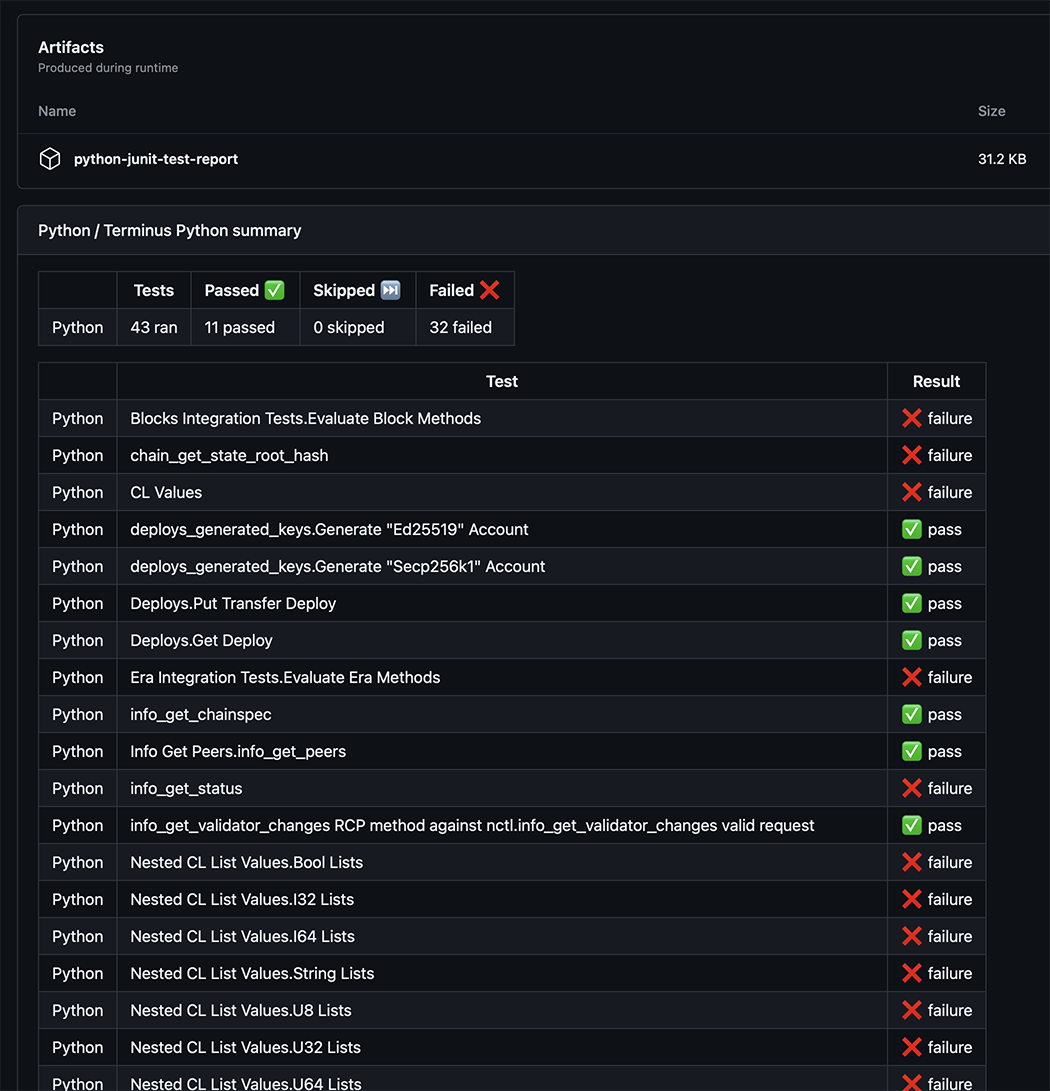 Artifacts
Produced during runtime
Name Size
python-junit-test-report 31.2 KB
Python / Terminus Python summary
Tests Passed ✅ Skipped ⏭️ Failed ❌
Python 43 ran 11 passed 0 skipped 32 failed
Test Result
Python Blocks Integration Tests.Evaluate Block Methods ❌ failure
Python chain_get_state_root_hash ❌ failure
Python CL Values ❌ failure
Python deploys_generated_keys.Generate "Ed25519" Account ✅ pass
Python deploys_generated_keys.Generate "Secp256k1" Account ✅ pass
Python Deploys.Put Transfer Deploy ✅ pass
Python Deploys.Get Deploy ✅ pass
Python Era Integration Tests.Evaluate Era Methods ❌ failure
Python info_get_chainspec ✅ pass
Python Info Get Peers.info_get_peers ✅ pass
Python info_get_status ❌ failure
Python info_get_validator_changes RCP method against nctl.info_get_validator_changes valid request ✅ pass
Python Nested CL List Values.Bool Lists ❌ failure
Python Nested CL List Values.I32 Lists ❌ failure
Python Nested CL List Values.I64 Lists ❌ failure
Python Nested CL List Values.String Lists ❌ failure
Python Nested CL List Values.U8 Lists ❌ failure
Python Nested CL List Values.U32 Lists ❌ failure
Python Nested CL List Values.U64 Lists ❌ failure